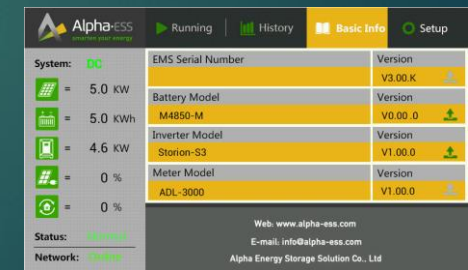 Alpha-ESS
smarten your energy
Running
History
Basic Info
Setup
System: DC
= 5.0 KW
= 5.0 KWh
= 4.6 KW
= 0 %
= 0 %
Status:
Network: Online
EMS Serial Number Version
V3.00.K
Battery Model Version
M4850-M V0.00 .0
Inverter Model Version
Storion-S3 V1.00.0
Meter Model Version
ADL-3000 V1.00.0
Web: www.alpha-ess.com
E-mail: info@alpha-ess.com
Alpha Energy Storage Solution Co., Ltd